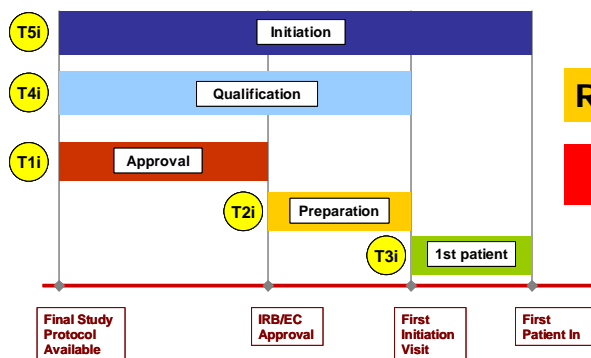 T5i
Initiation
T4i
Qualification
R
T1i
Approval
T2i
Preparation
T3i
1st patient
Final Study
Protocol
Available
IRB/EC
Approval
First
Initiation
Visit
First
Patient In